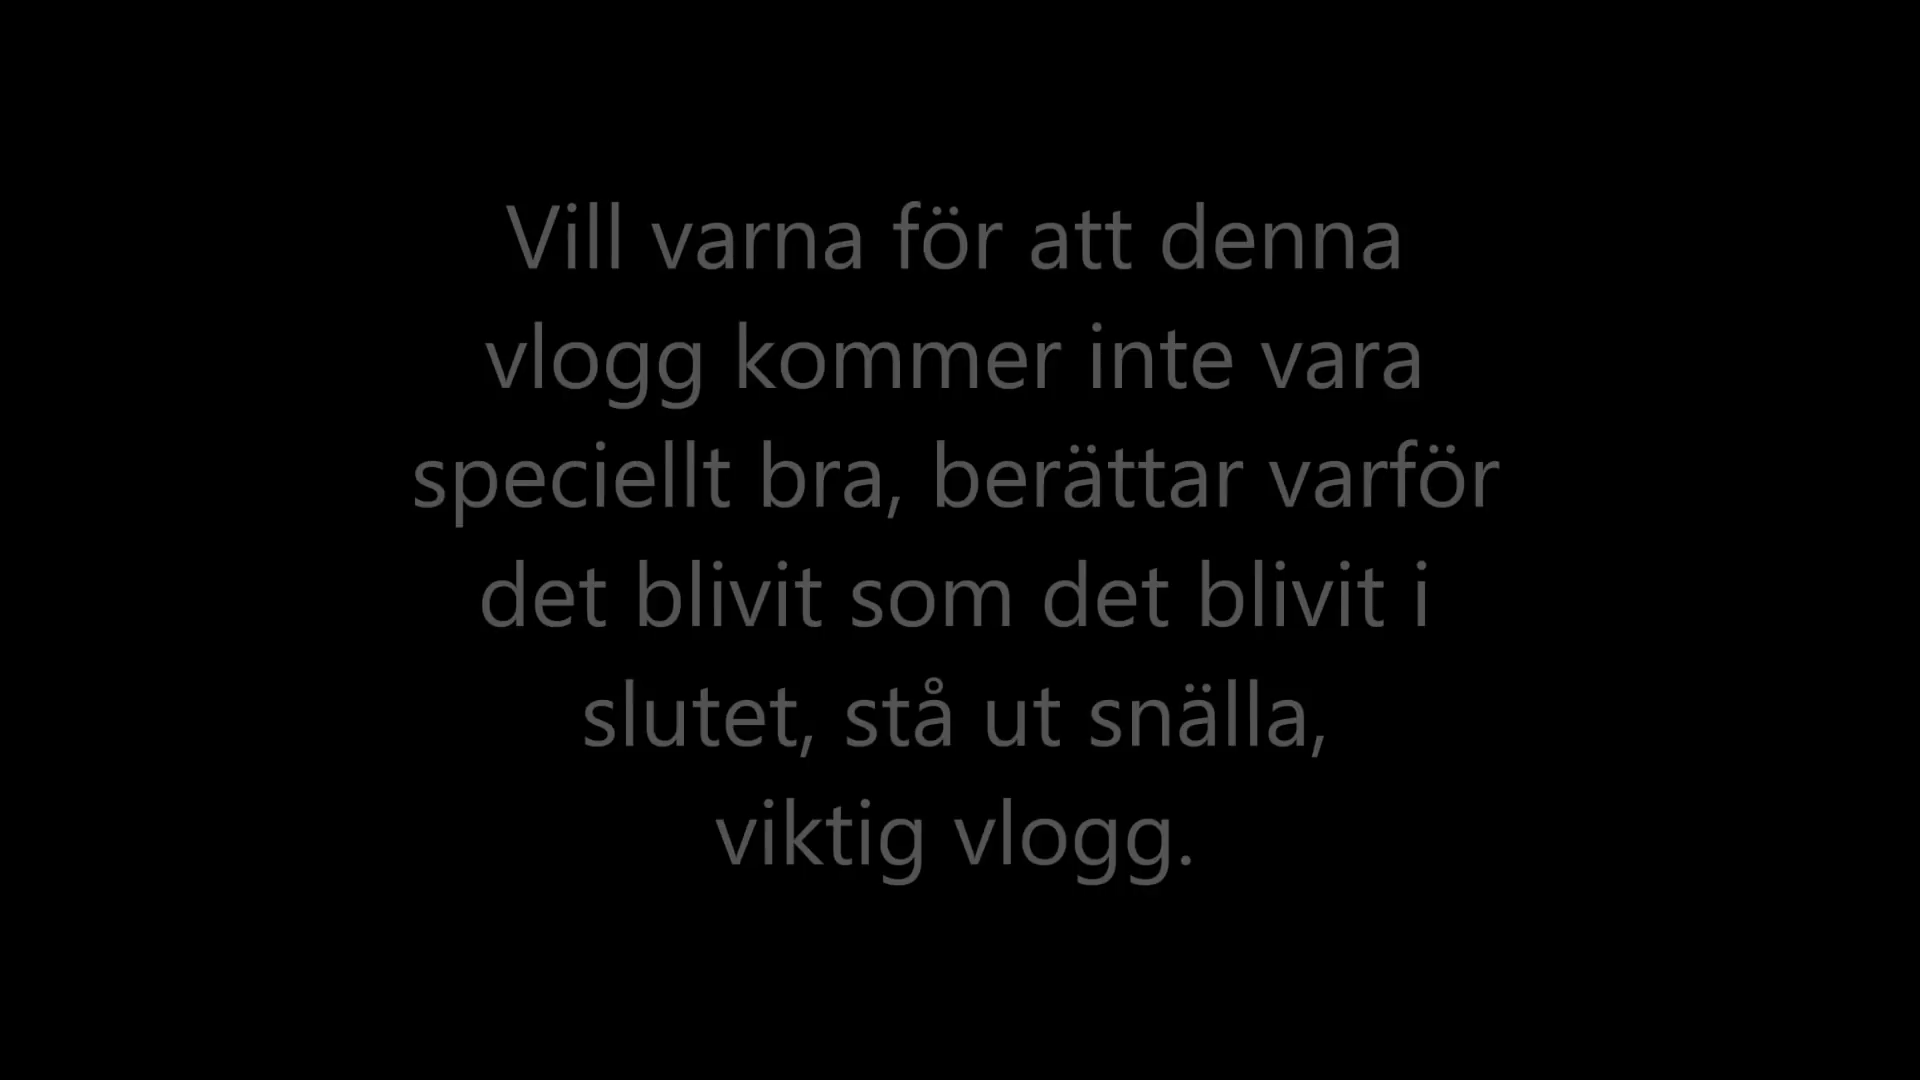 Vill varna för att denna
vlogg kommer inte vara
speciellt bra, berättar varför
det blivit som det blivit i
slutet, stå ut snälla,
viktig vlogg.